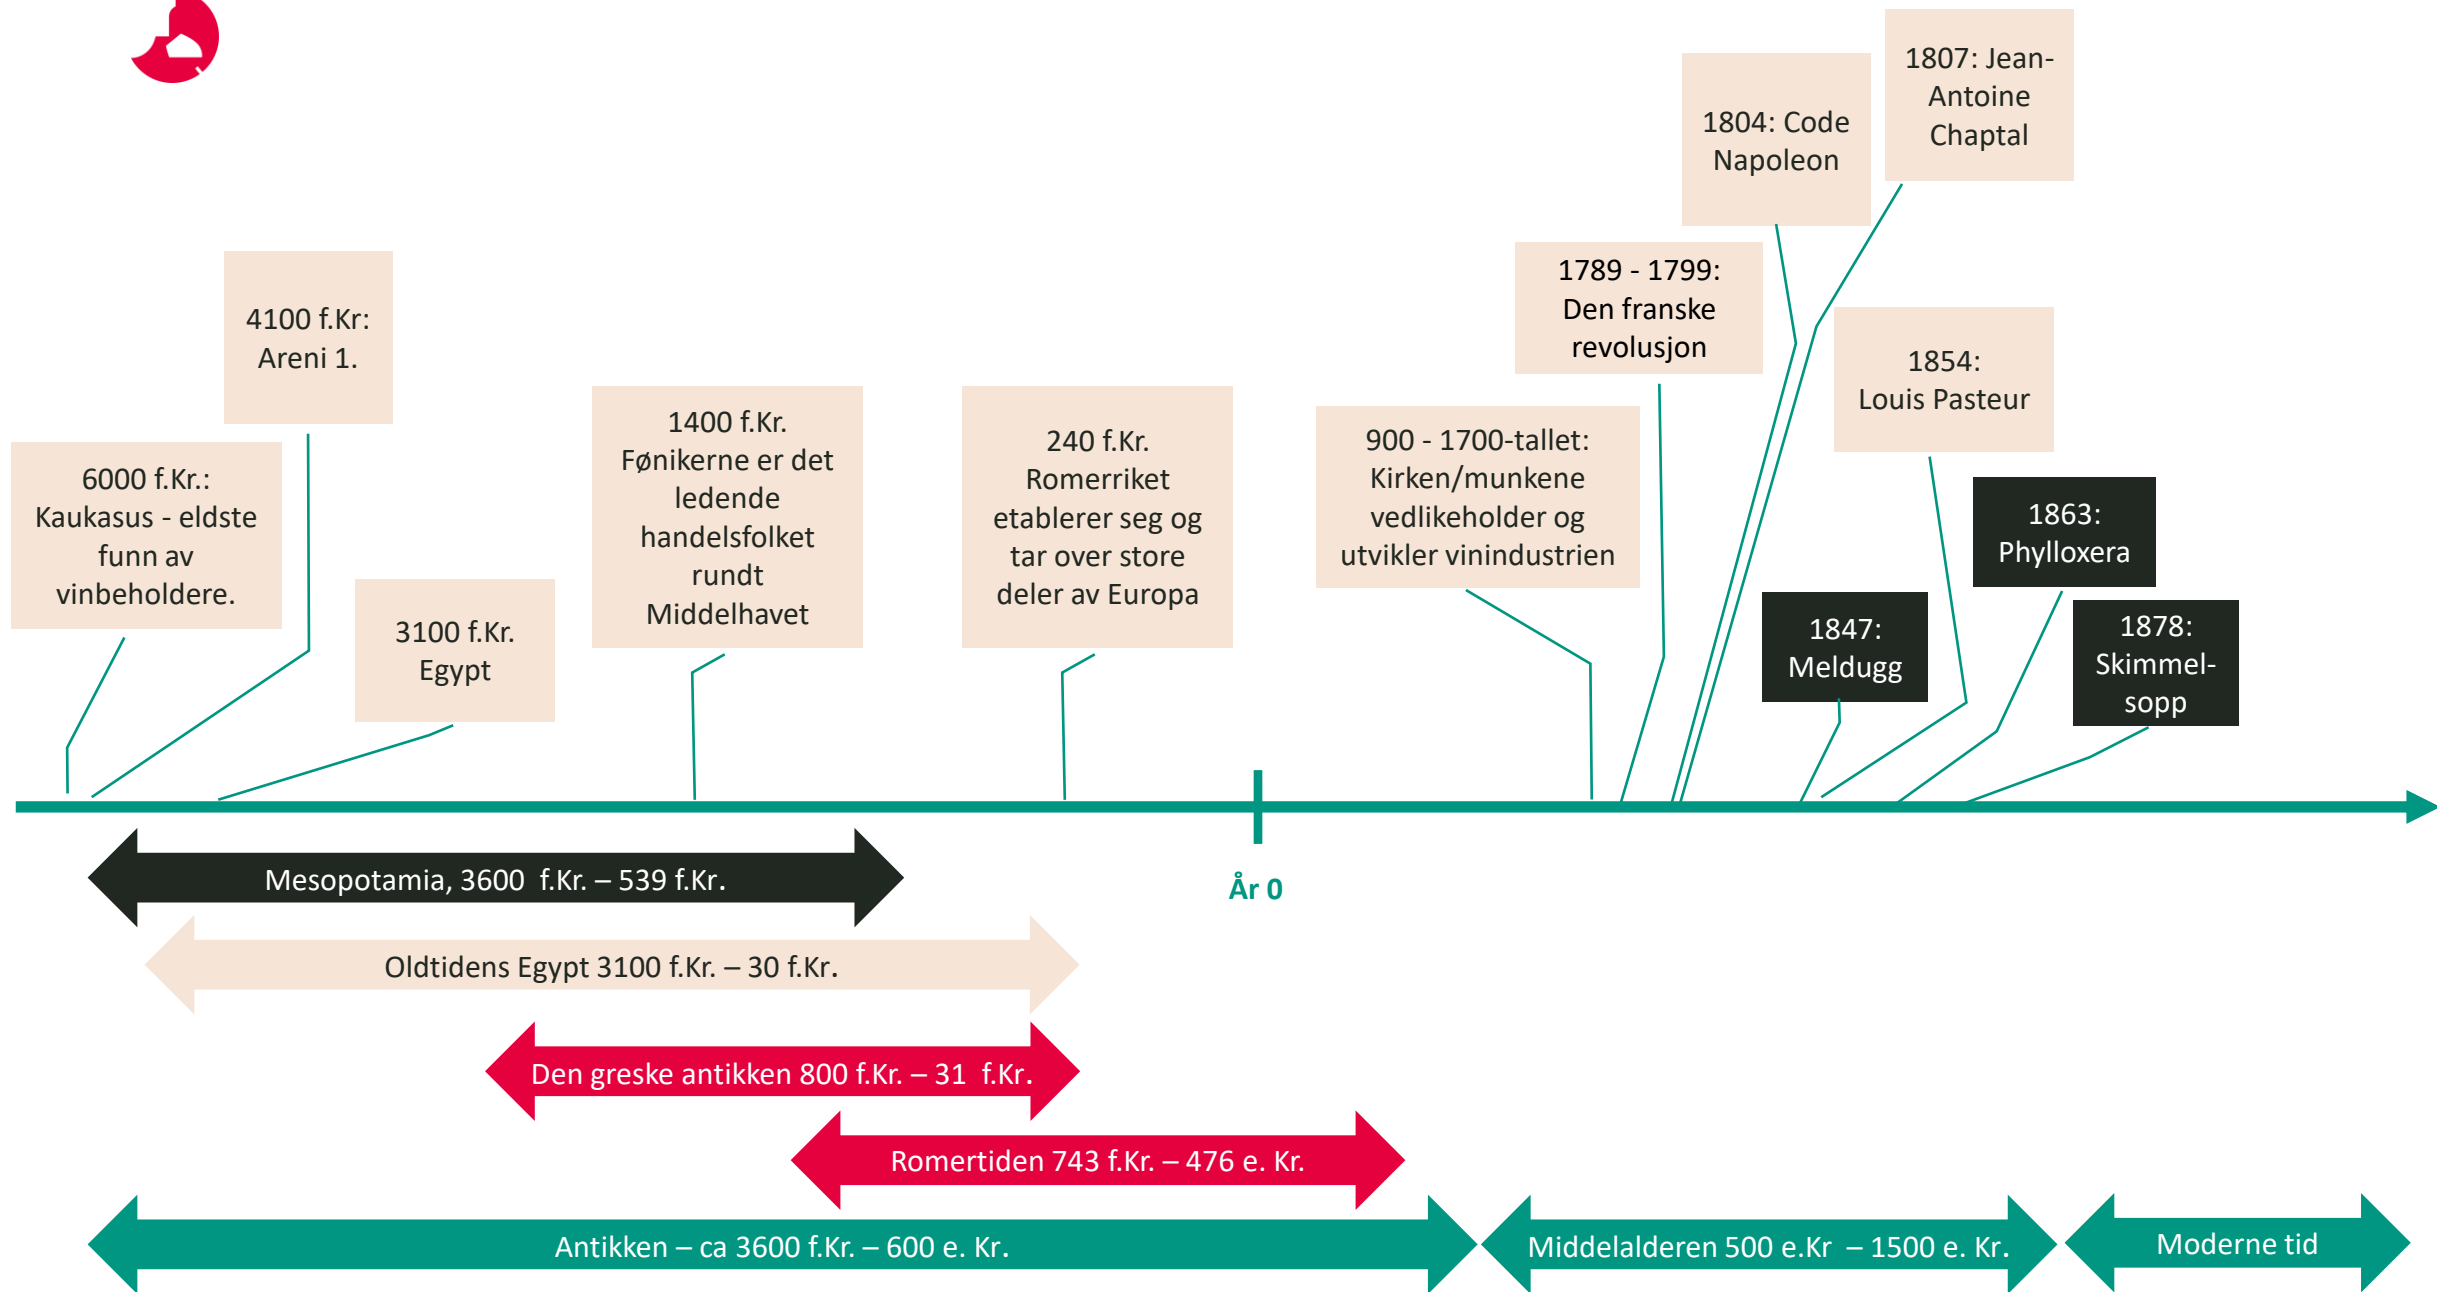 1807: Jean-
Antoine
Chaptal
1804: Code
Napoleon
1789 - 1799:
Den franske
revolusjon
4100 f.Kr:
Areni 1.
1854:
Louis Pasteur
6000 f.Kr.:
Kaukasus - eldste
funn av
vinbeholdere.
3100 f.Kr.
Egypt
1400 f.Kr.
Fønikerne er det
ledende
handelsfolket
rundt
Middelhavet
240 f.Kr.
Romerriket
etablerer seg og
tar over store
deler av Europa
900 - 1700-tallet:
Kirken/munkene
vedlikeholder og
utvikler vinindustrien
1847:
Meldugg
1863:
Phylloxera
1878:
Skimmel-
sopp
År 0
Mesopotamia, 3600  f.Kr. – 539 f.Kr.
Oldtidens Egypt 3100 f.Kr. – 30 f.Kr.
Den greske antikken 800 f.Kr. – 31  f.Kr.
Romertiden 743 f.Kr. – 476 e. Kr.
Antikken – ca 3600 f.Kr. – 600 e. Kr.
Middelalderen 500 e.Kr  – 1500 e. Kr.
Moderne tid